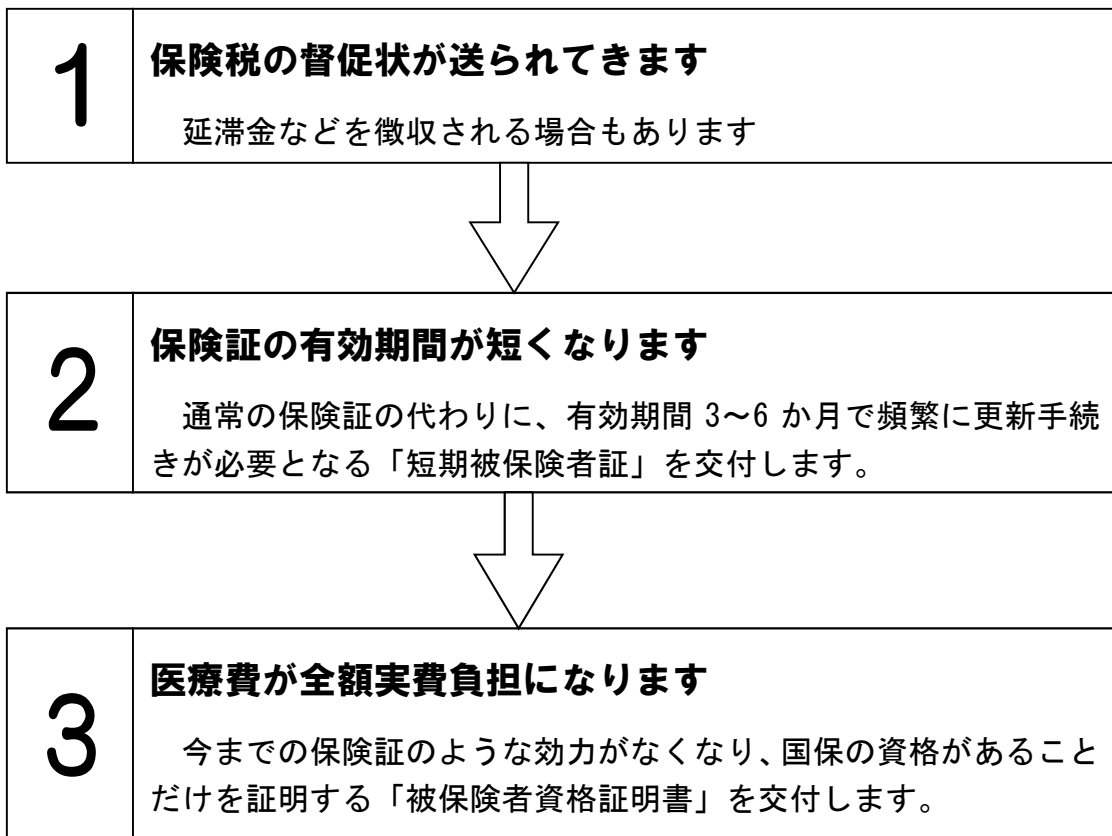 1
保険税の督促状が送られてきます
延滞金などを徴収される場合もあります
2
保険証の有効期間が短くなります
通常の保険証の代わりに、有効期間 3～6 か月で頻繁に更新手続
きが必要となる「短期被保険者証」を交付します。
3
医療費が全額実費負担になります
今までの保険証のような効力がなくなり、国保の資格があること
だけを証明する「被保険者資格証明書」を交付します。